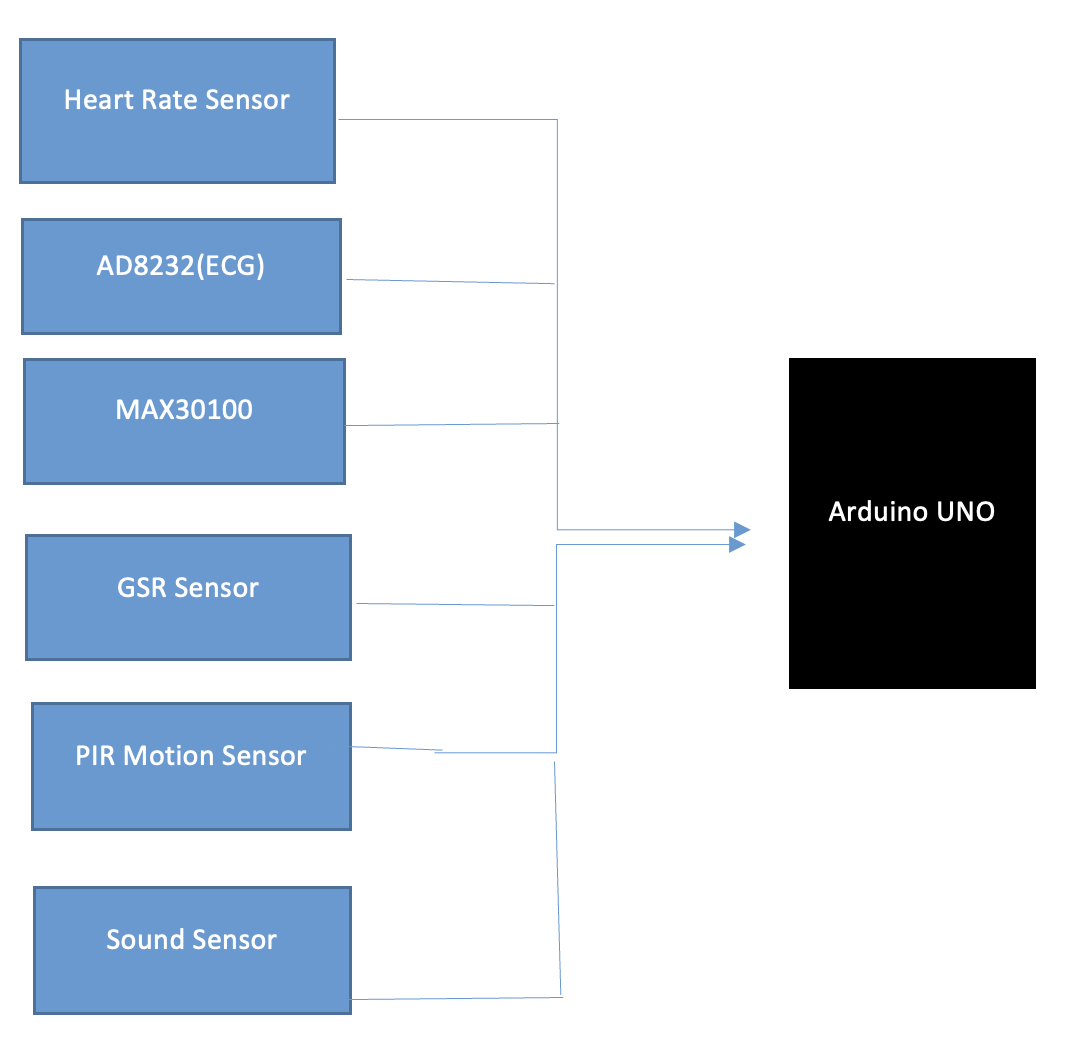 Heart Rate Sensor
AD8232(ECG)
MAX30100
Arduino UNO
GSR Sensor
PIR Motion Sensor
Sound Sensor